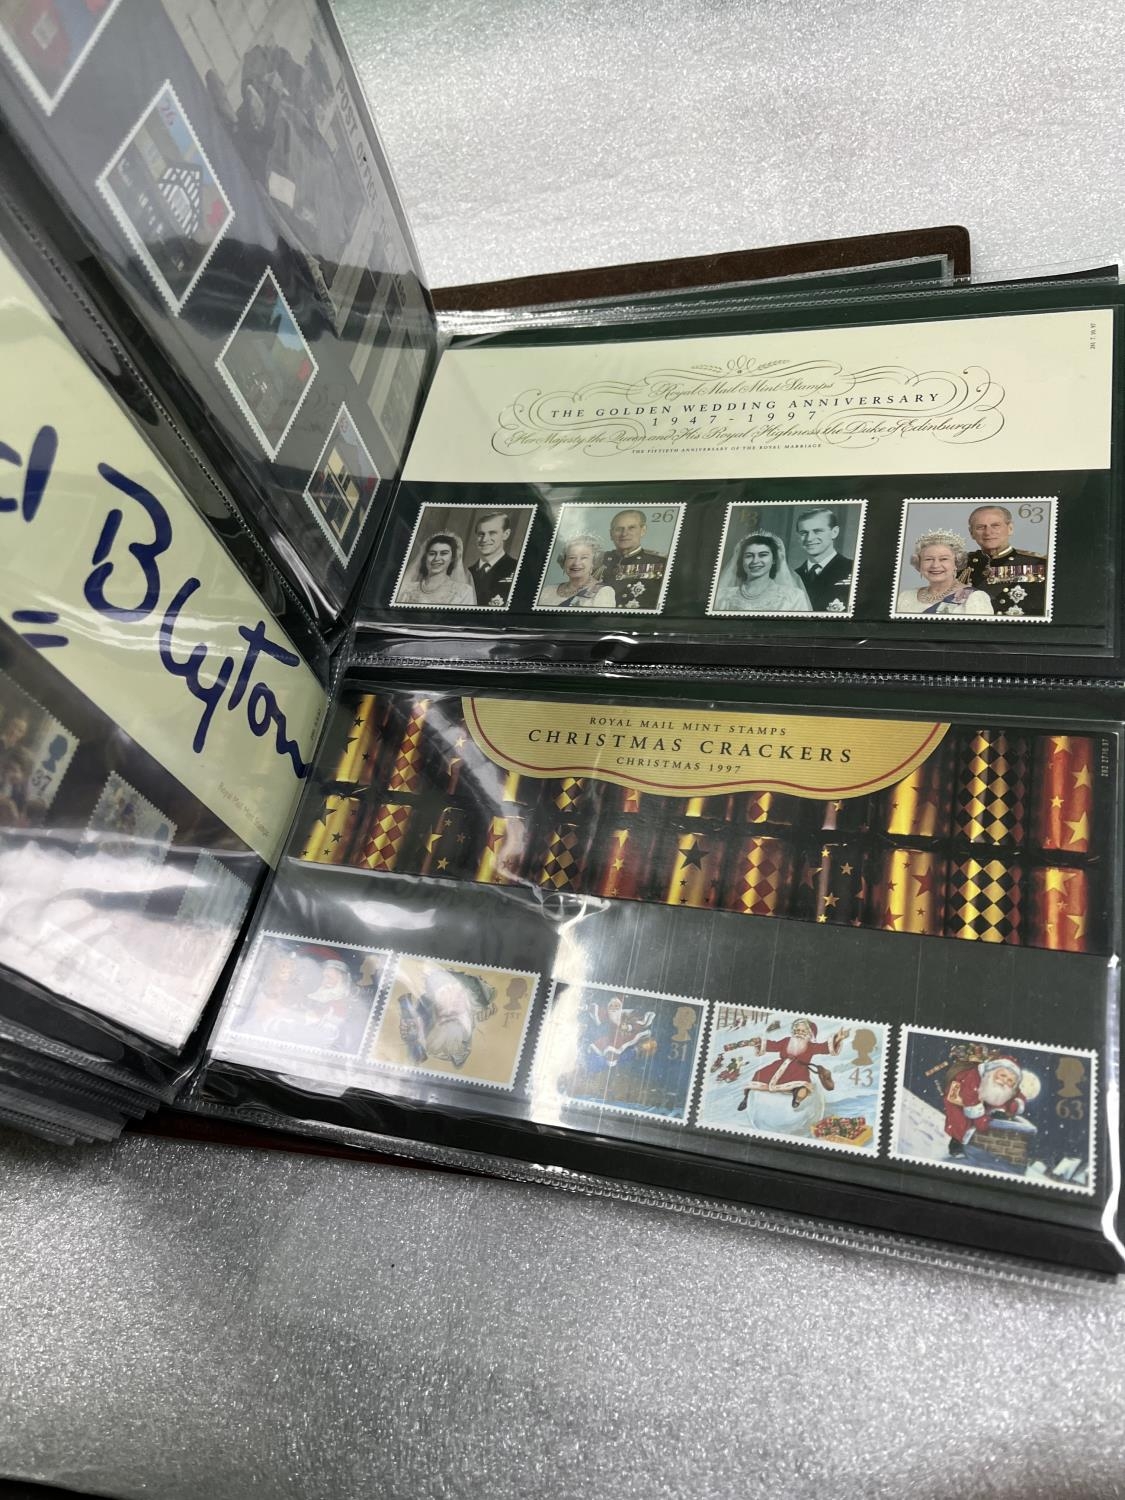 POST OFFICE
26
Blyton
37
Royal Mail Mint Stamps
Royal Mail Mint Stamps
THE GOLDEN WEDDING ANNIVERSARY
1947-1997
Her Majesty the Queen and His Royal Highness the Duke of Edinburgh
THE FIFTIETH ANNIVERSARY OF THE ROYAL MARRIAGE
26
63
ROYAL MAIL MINT STAMPS
CHRISTMAS CRACKERS
CHRISTMAS 1997
1ST
31
43
63